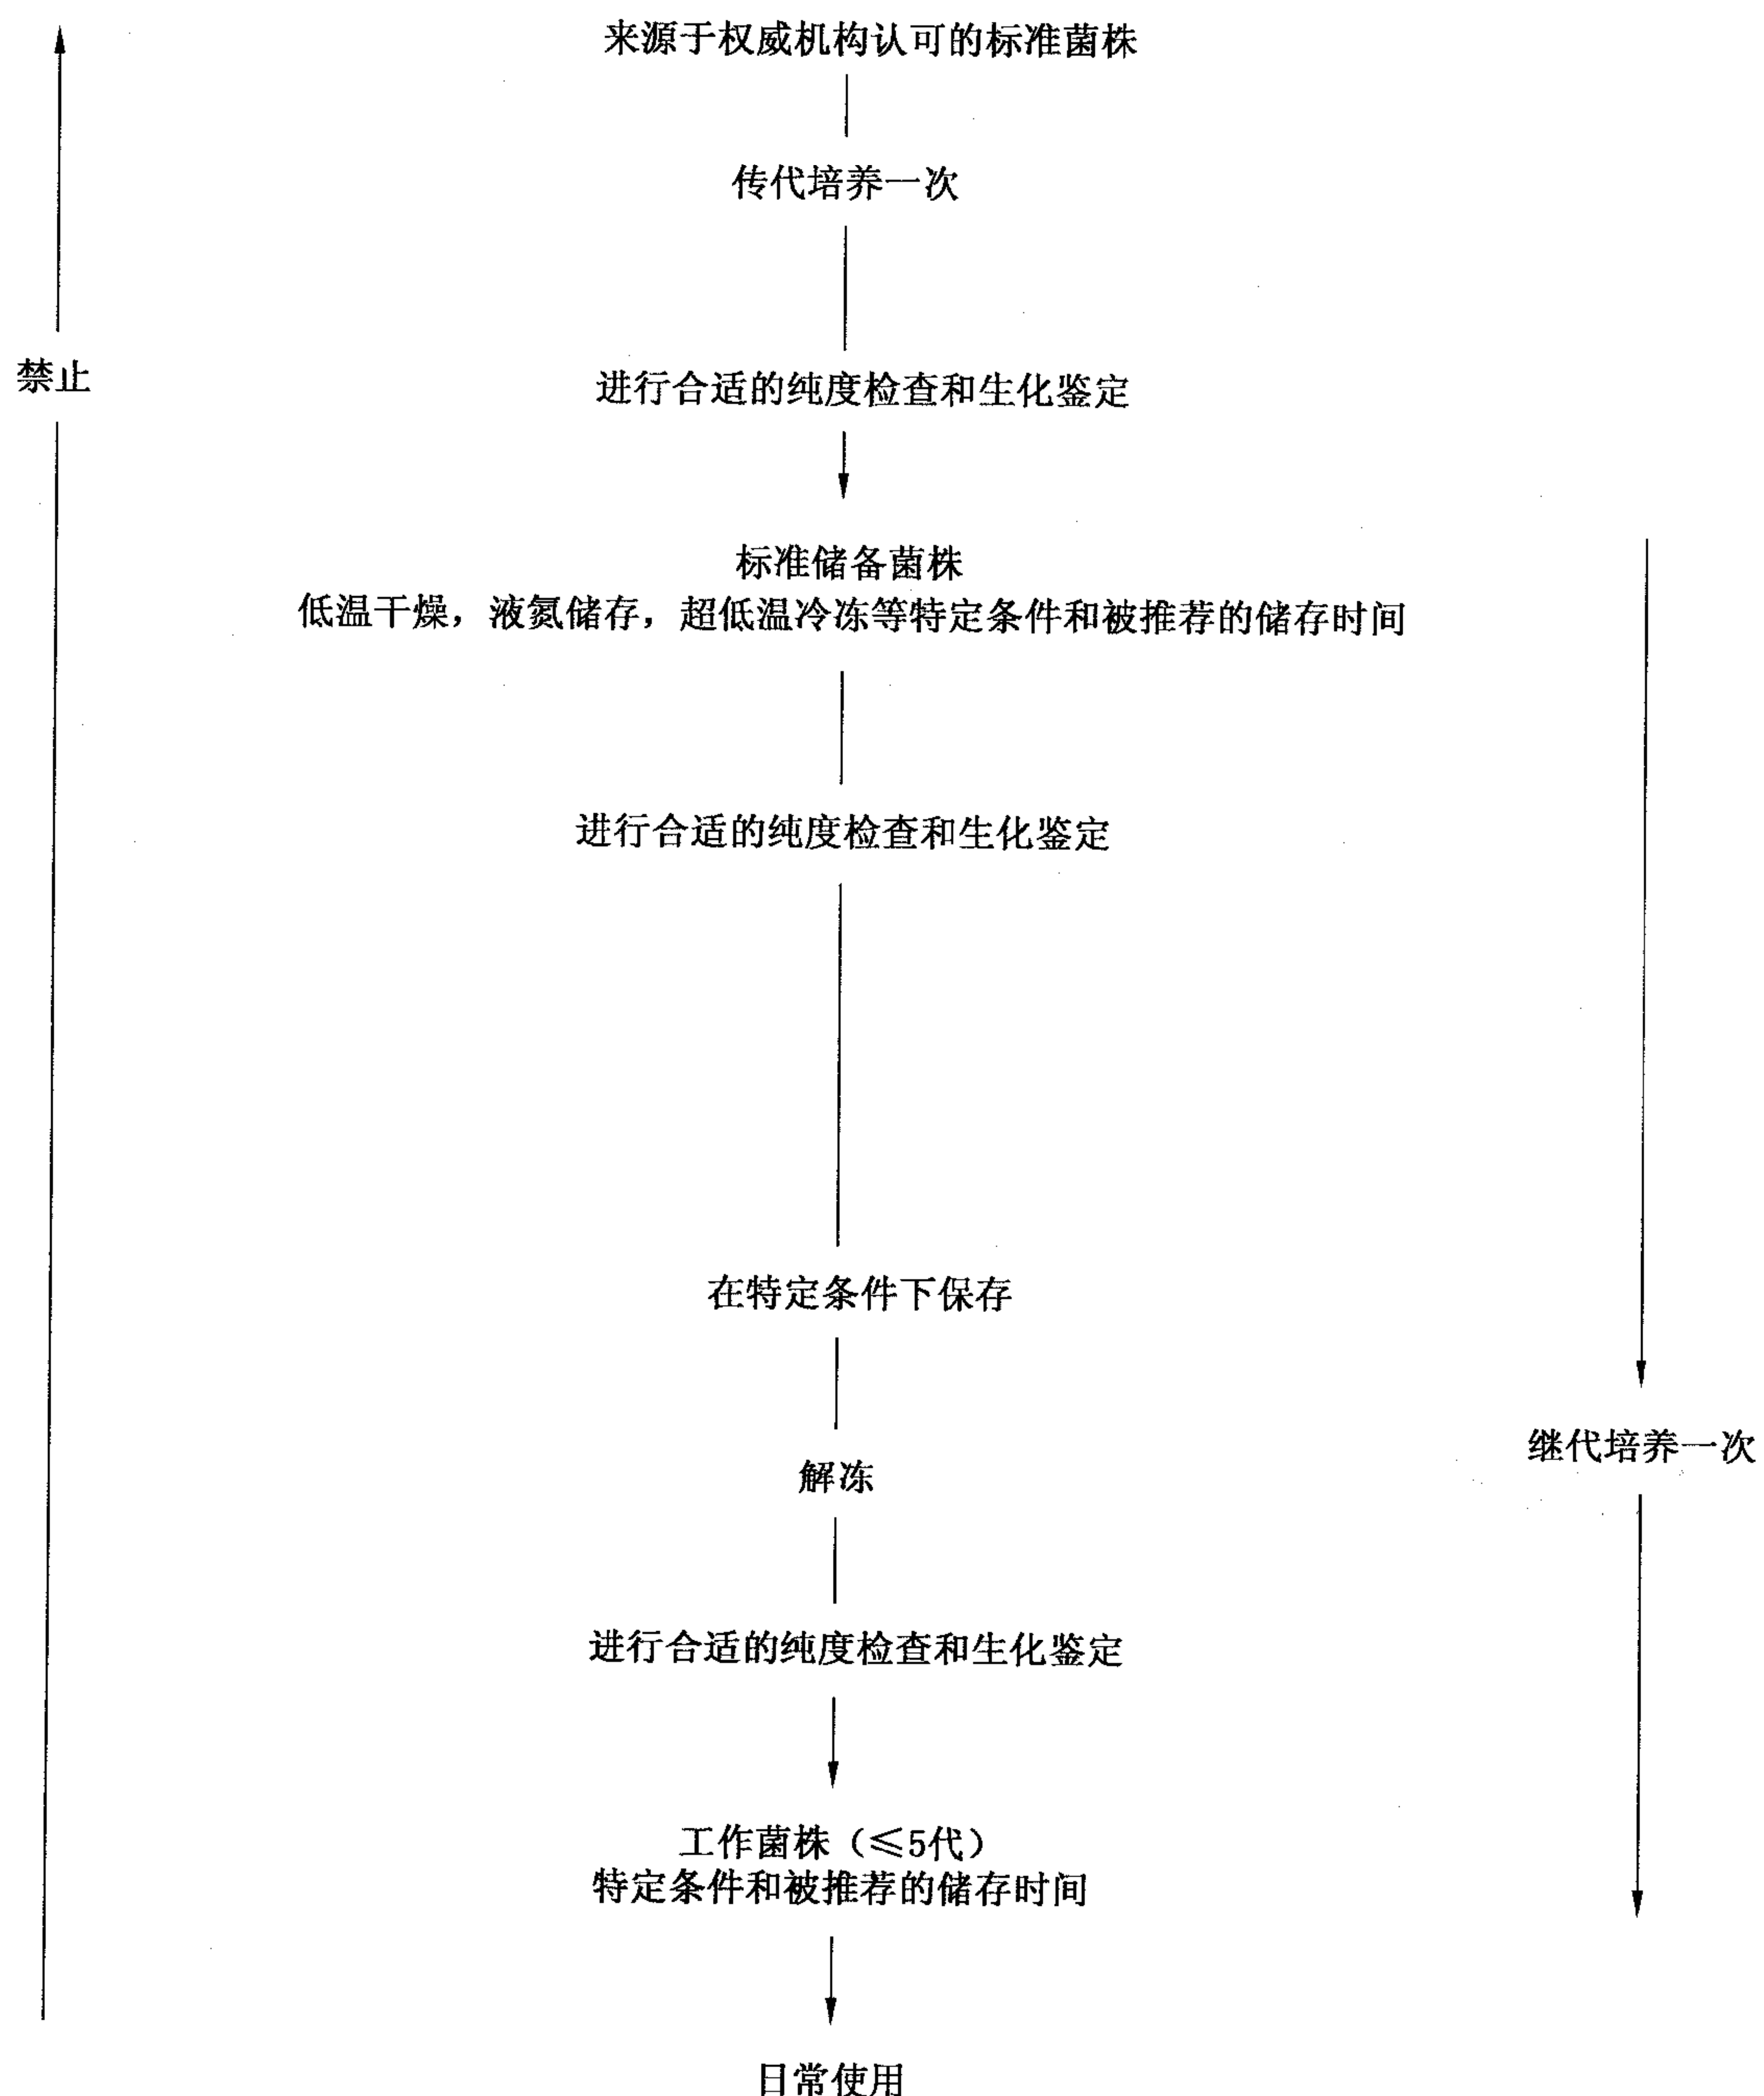 来源于权威机构认可的标准菌株
传代培养一次
禁止
进行合适的纯度检查和生化鉴定
标准储备菌株
低温干燥，液氮储存，超低温冷冻等特定条件和被推荐的储存时间
进行合适的纯度检查和生化鉴定
在特定条件下保存
继代培养一次
解冻
进行合适的纯度检查和生化鉴定
工作菌株（≤5代）
特定条件和被推荐的储存时间
日常使用